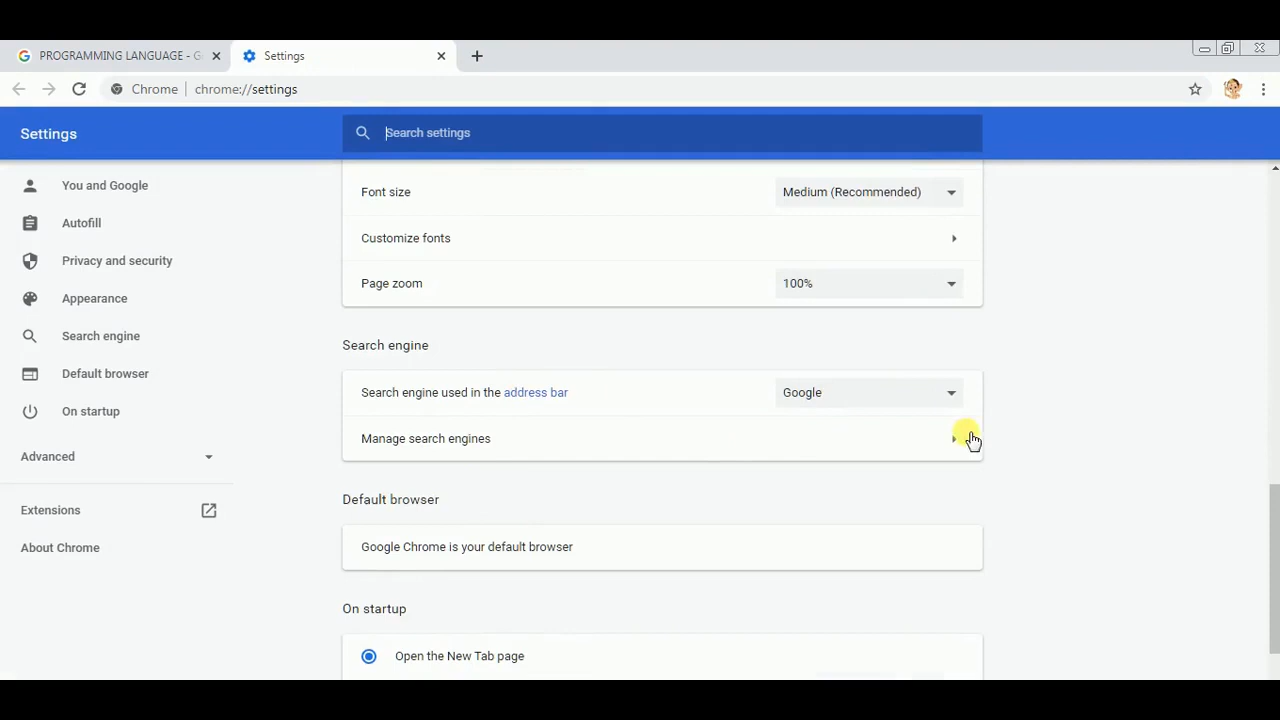 PROGRAMMING LANGUAGE - G
Settings
Chrome
chrome://settings
Settings
Search settings
You and Google
Autofill
Privacy and security
Appearance
Search engine
Default browser
On startup
Advanced
Extensions
About Chrome
Font size
Medium (Recommended)
Customize fonts
Page zoom
100%
Search engine
Search engine used in the address bar
Google
Manage search engines
Default browser
Google Chrome is your default browser
On startup
Open the New Tab page